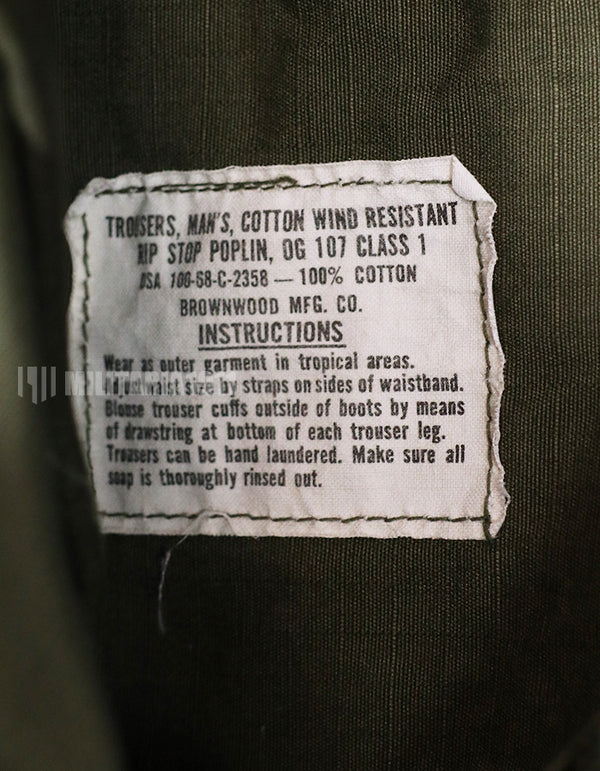 TROUSERS, MAN'S, COTTON WIND RESISTANT
RIP STOP POPLIN, OG 107 CLASS 1
DSA 100-68-C-2358 — 100% COTTON
BROWNWOOD MFG. CO.
INSTRUCTIONS
Wear as outer garment in tropical areas.
Adjust waist size by straps on sides of waistband.
Blouse trouser cuffs outside of boots by means
of drawstring at bottom of each trouser leg.
Trousers can be hand laundered. Make sure all
soap is thoroughly rinsed out.